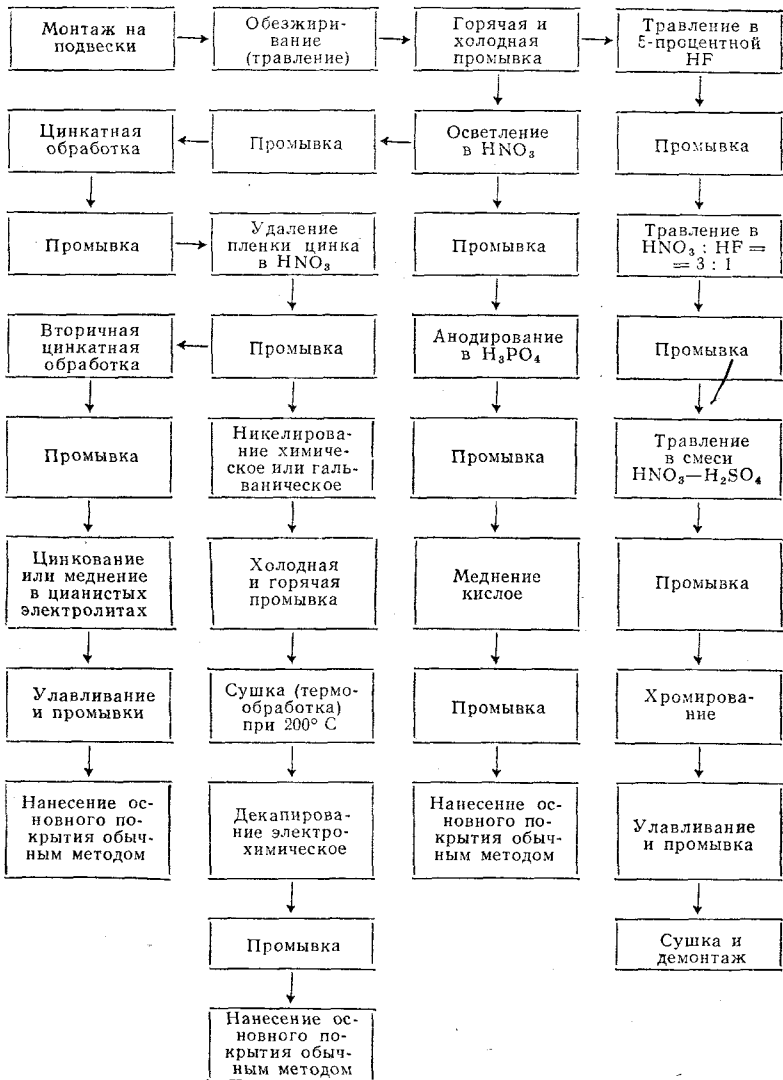 Монтаж на
подвески
Обезжири-
вание
(травление)
Горячая и
холодная
промывка
Травление в
5-процентной
HF
Цинкатная
обработка
Промывка
Осветление
в HNO₃
Промывка
Промывка
Удаление
пленки цинка
в HNO₃
Промывка
Травление в
HNO₃ : HF =
= 3 : 1
Вторичная
цинкатная
обработка
Промывка
Анодирование
в H₃PO₄
Промывка
Промывка
Никелирова-
ние химиче-
ское или галь-
ваническое
Промывка
Травление
в смеси
HNO₃—H₂SO₄
Цинкование
или меднение
в цианистых
электролитах
Холодная
и горячая
промывка
Меднение
кислое
Промывка
Улавливание
и промывки
Сушка (термо-
обработка)
при 200° С
Промывка
Хромирова-
ние
Нанесение ос-
новного по-
крытия обыч-
ным методом
Декапирова-
ние электро-
химическое
Нанесение ос-
новного по-
крытия обыч-
ным методом
Улавливание
и промывка
Промывка
Сушка и
демонтаж
Нанесение ос-
новного по-
крытия обыч-
ным методом